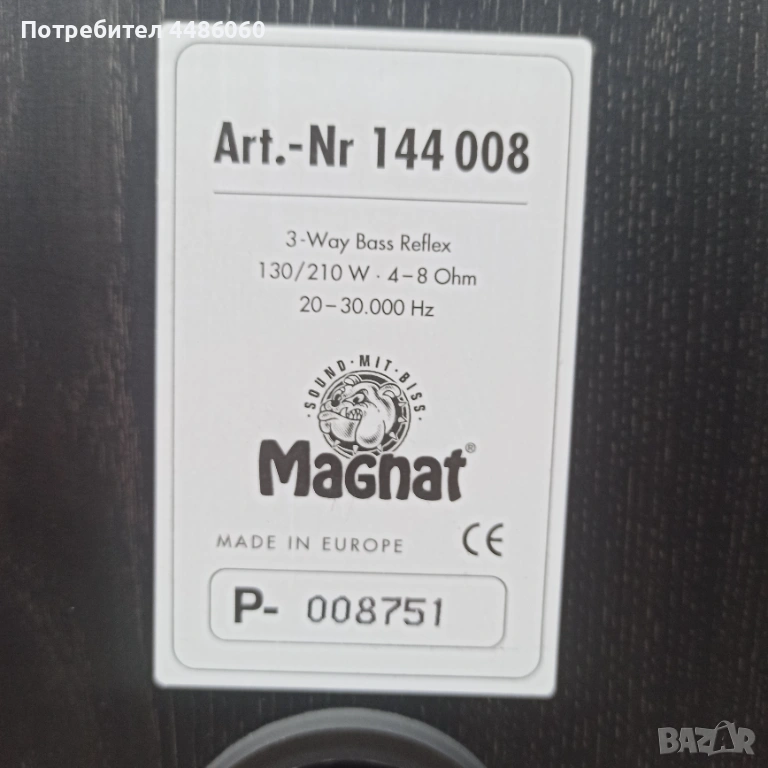 Потребител 4486060
Art.-Nr 144 008
3-Way Bass Reflex
130/210 W · 4–8 Ohm
20–30.000 Hz
·SOUND·MIT·BISS·
Magnat®
MADE IN EUROPE CE
P- 008751
BAZAR